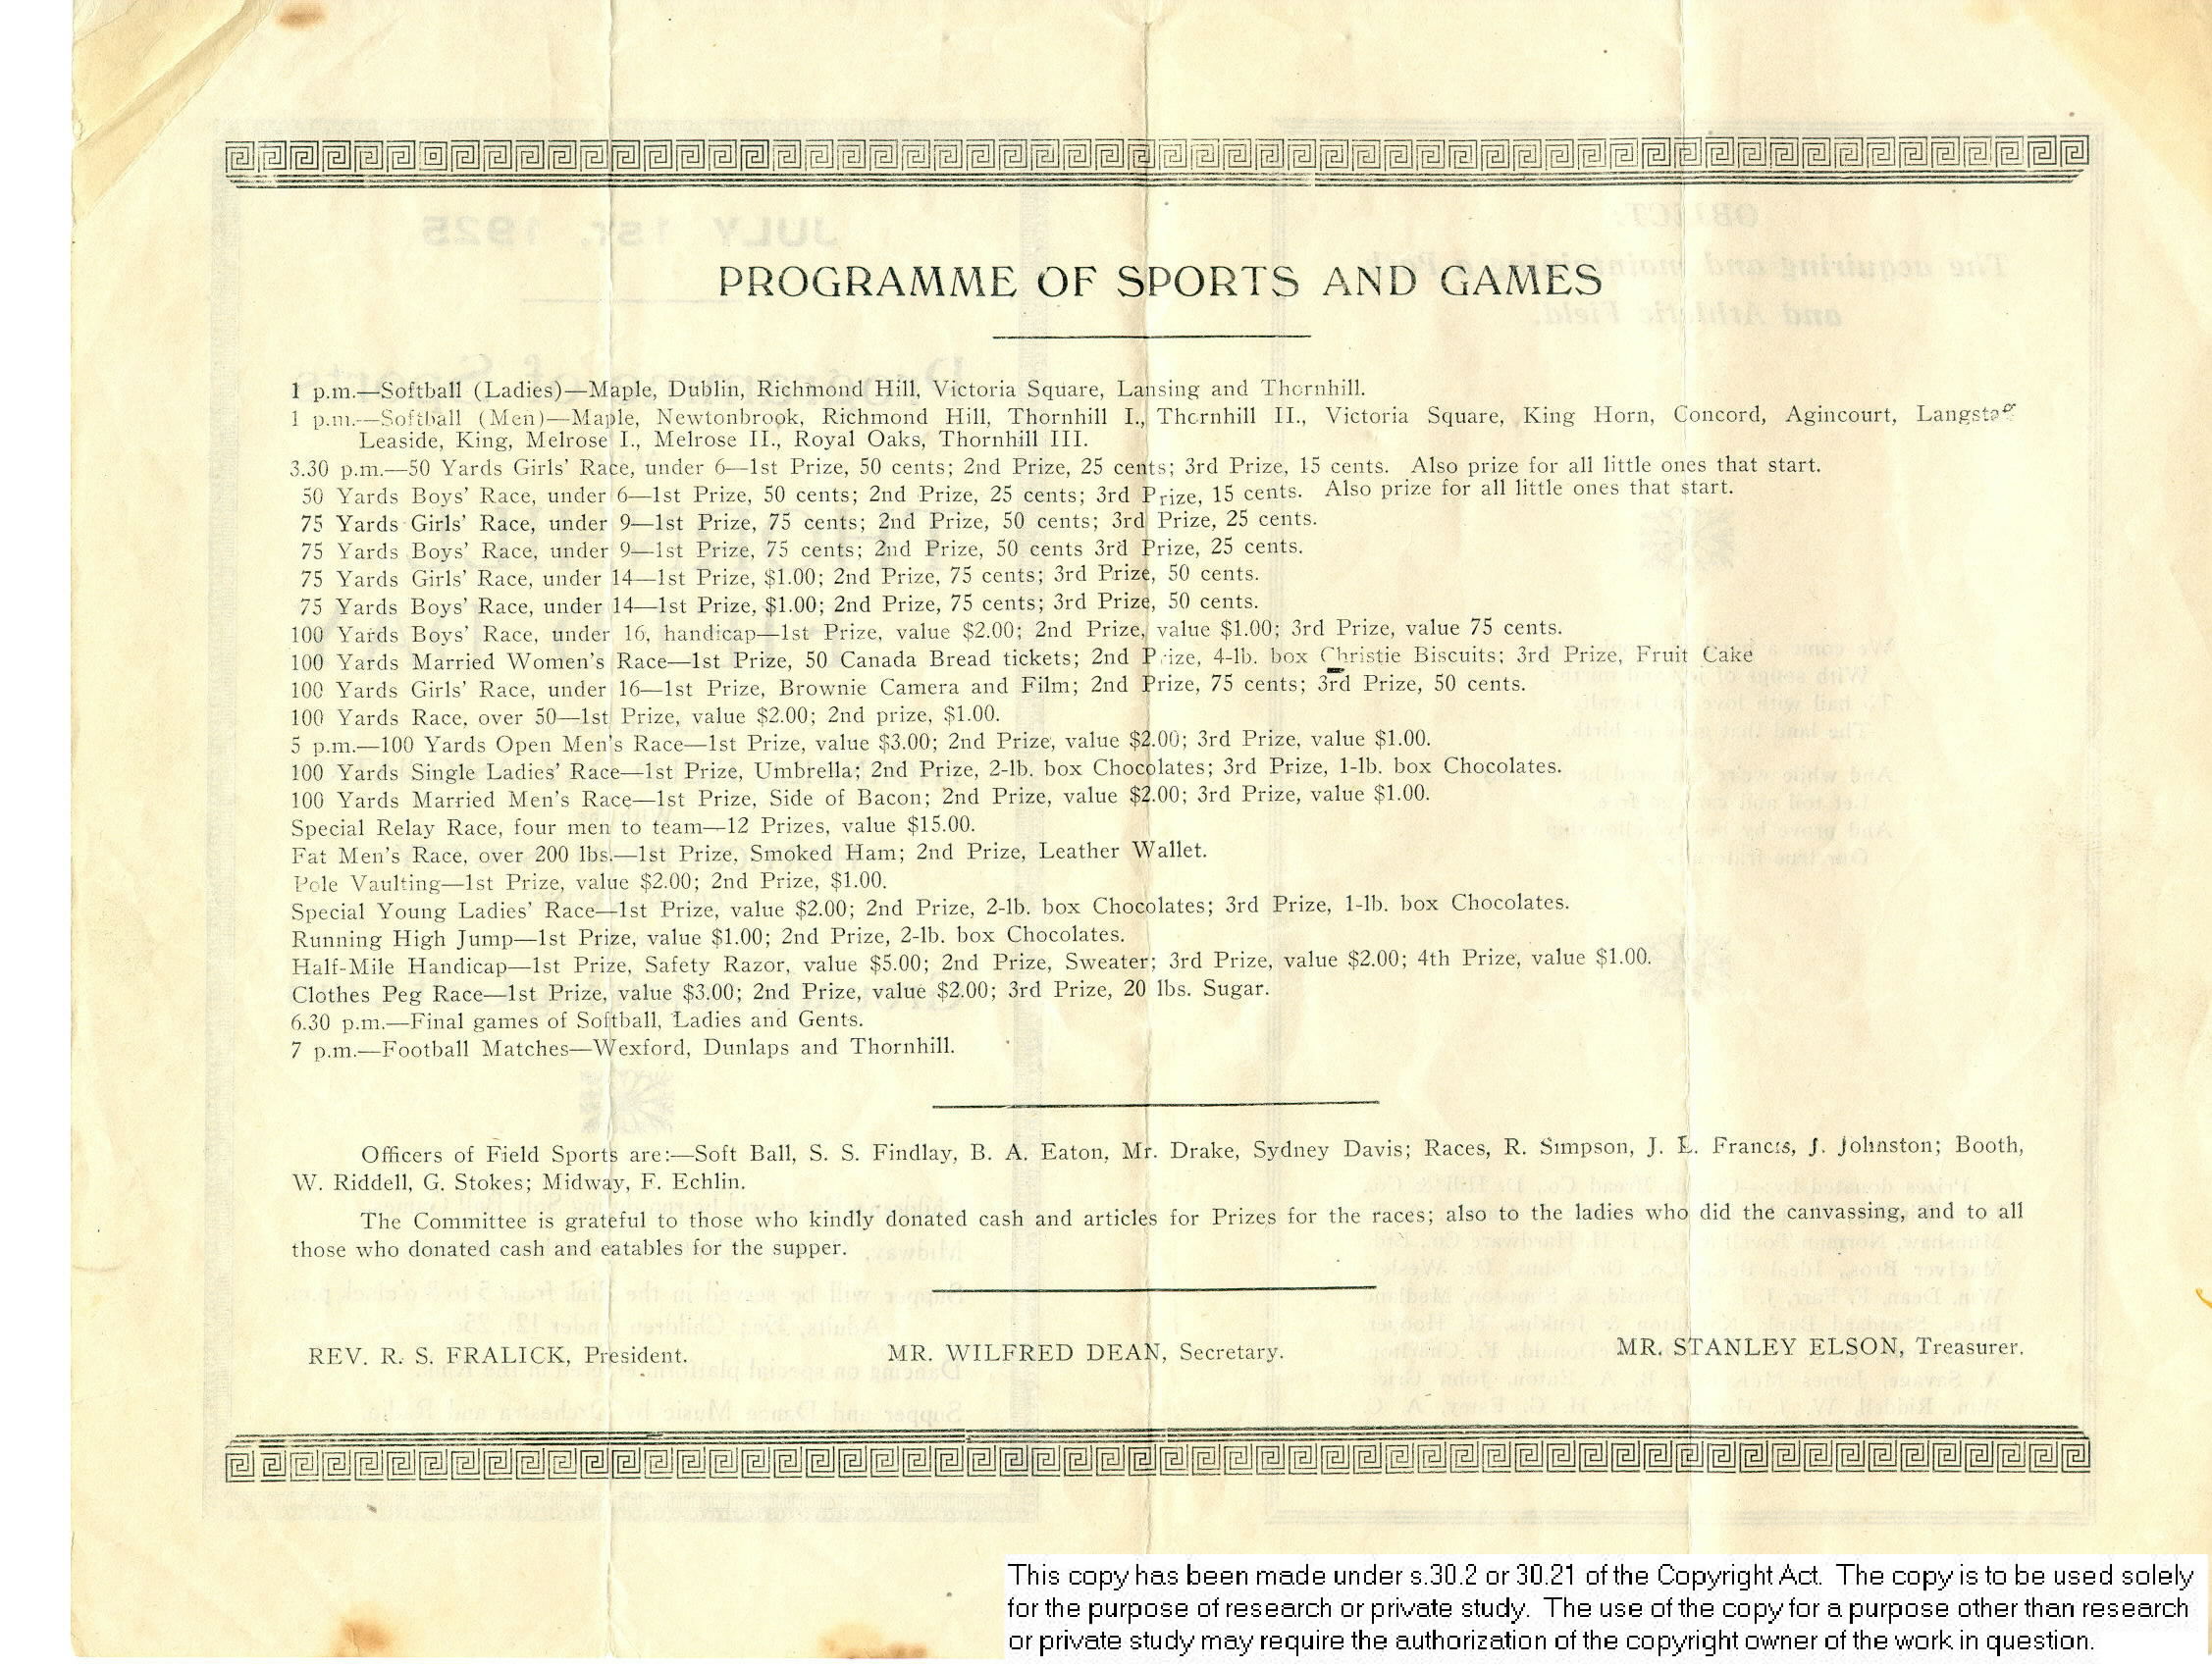 PROGRAMME OF SPORTS AND GAMES
1 p.m.—Softball (Ladies)—Maple, Dublin, Richmond Hill, Victoria Square, Lansing and Thornhill.
1 p.m.—Softball (Men)—Maple, Newtonbrook, Richmond Hill, Thornhill I., Thornhill II., Victoria Square, King Horn, Concord, Agincourt,
Leaside, King, Melrose I., Melrose II., Royal Oaks, Thornhill III.
3.30 p.m.—50 Yards Girls' Race, under 6—1st Prize, 50 cents; 2nd Prize, 25 cents; 3rd Prize, 15 cents. Also prize for all little ones that start.
50 Yards Boys' Race, under 6—1st Prize, 50 cents; 2nd Prize, 25 cents; 3rd Prize, 15 cents. Also prize for all little ones that start.
75 Yards Girls' Race, under 9—1st Prize, 75 cents; 2nd Prize, 50 cents; 3rd Prize, 25 cents.
75 Yards Boys' Race, under 9—1st Prize, 75 cents; 2nd Prize, 50 cents 3rd Prize, 25 cents.
75 Yards Girls' Race, under 14—1st Prize, $1.00; 2nd Prize, 75 cents; 3rd Prize, 50 cents.
75 Yards Boys' Race, under 14—1st Prize, $1.00; 2nd Prize, 75 cents; 3rd Prize, 50 cents.
100 Yards Boys' Race, under 16, handicap—1st Prize, value $2.00; 2nd Prize, value $1.00; 3rd Prize, value 75 cents.
100 Yards Married Women's Race—1st Prize, 50 Canada Bread tickets; 2nd Prize, 4-lb. box Christie Biscuits; 3rd Prize, Fruit Cake
100 Yards Girls' Race, under 16—1st Prize, Brownie Camera and Film; 2nd Prize, 75 cents; 3rd Prize, 50 cents.
100 Yards Race, over 50—1st Prize, value $2.00; 2nd prize, $1.00.
5 p.m.—100 Yards Open Men's Race—1st Prize, value $3.00; 2nd Prize, value $2.00; 3rd Prize, value $1.00.
100 Yards Single Ladies' Race—1st Prize, Umbrella; 2nd Prize, 2-lb. box Chocolates; 3rd Prize, 1-lb. box Chocolates.
100 Yards Married Men's Race—1st Prize, Side of Bacon; 2nd Prize, value $2.00; 3rd Prize, value $1.00.
Special Relay Race, four men to team—12 Prizes, value $15.00.
Fat Men's Race, over 200 lbs.—1st Prize, Smoked Ham; 2nd Prize, Leather Wallet.
Pole Vaulting—1st Prize, value $2.00; 2nd Prize, $1.00.
Special Young Ladies' Race—1st Prize, value $2.00; 2nd Prize, 2-lb. box Chocolates; 3rd Prize, 1-lb. box Chocolates.
Running High Jump—1st Prize, value $1.00; 2nd Prize, 2-lb. box Chocolates.
Half-Mile Handicap—1st Prize, Safety Razor, value $5.00; 2nd Prize, Sweater; 3rd Prize, value $2.00; 4th Prize, value $1.00.
Clothes Peg Race—1st Prize, value $3.00; 2nd Prize, value $2.00; 3rd Prize, 20 lbs. Sugar.
6.30 p.m.—Final games of Softball, Ladies and Gents.
7 p.m.—Football Matches—Wexford, Dunlaps and Thornhill.
Officers of Field Sports are:—Soft Ball, S. S. Findlay, B. A. Eaton, Mr. Drake, Sydney Davis; Races, R. Simpson, J. E. Francis, J. Johnston; Booth,
W. Riddell, G. Stokes; Midway, F. Echlin.
The Committee is grateful to those who kindly donated cash and articles for Prizes for the races; also to the ladies who did the canvassing, and to all
those who donated cash and eatables for the supper.
REV. R. S. FRALICK, President. MR. WILFRED DEAN, Secretary. MR. STANLEY ELSON, Treasurer.
This copy has been made under s.30.2 or 30.21 of the Copyright Act. The copy is to be used solely
for the purpose of research or private study. The use of the copy for a purpose other than research
or private study may require the authorization of the copyright owner of the work in question.